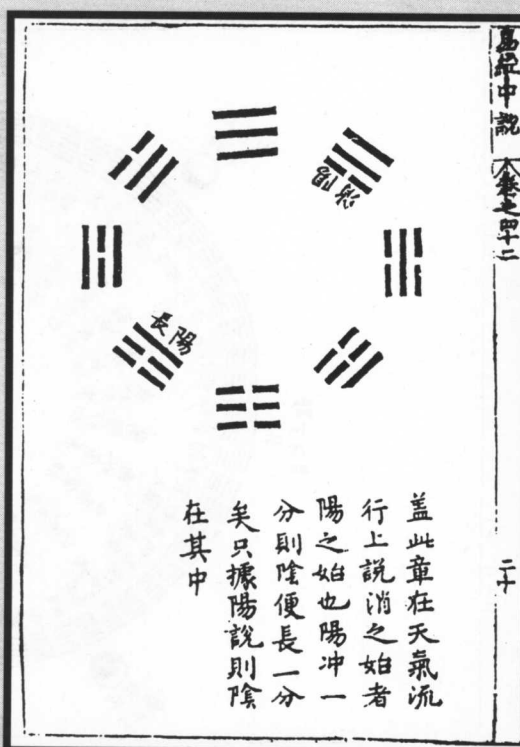 易經中說
卷之四十二
二十
陽消
陽長
盖此章在天氣流
行上說消之始者
陽之始也陽冲一
分則陰便長一分
矣只據陽說則陰
在其中